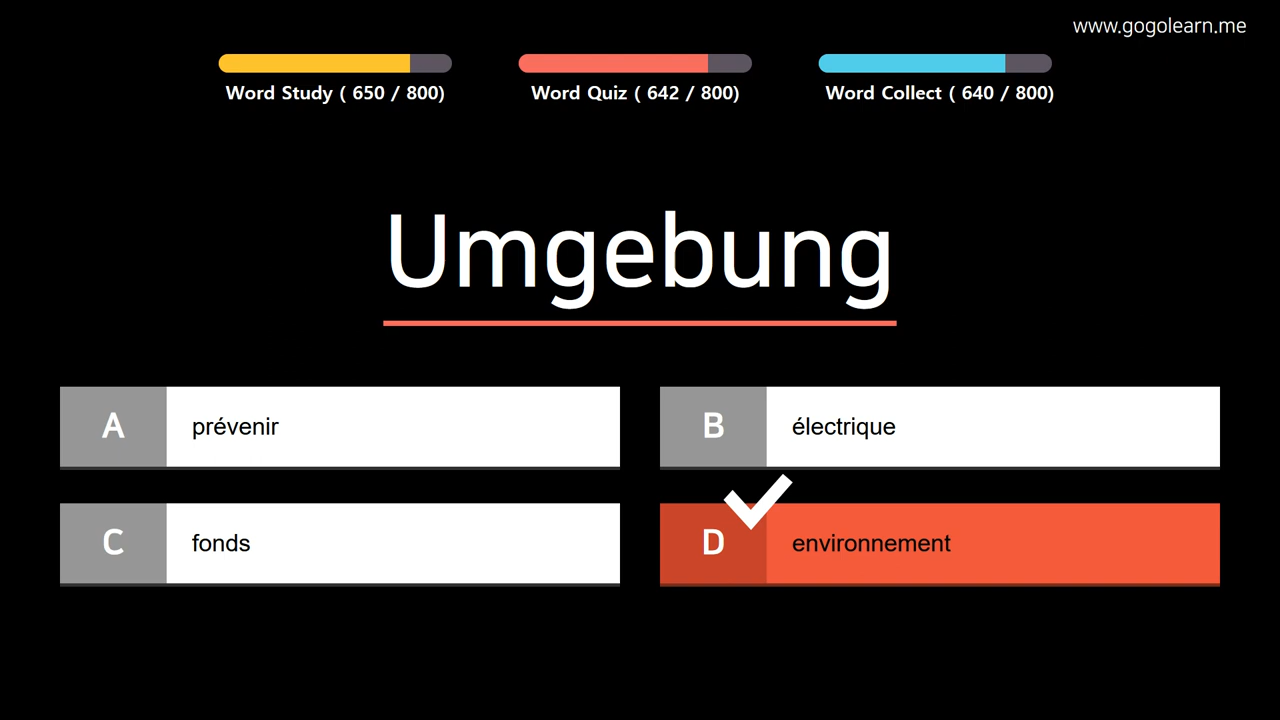 www.gogolearn.me
Word Study ( 650 / 800)
Word Quiz ( 642 / 800)
Word Collect ( 640 / 800)
Umgebung
A prévenir
B électrique
C fonds
D environnement